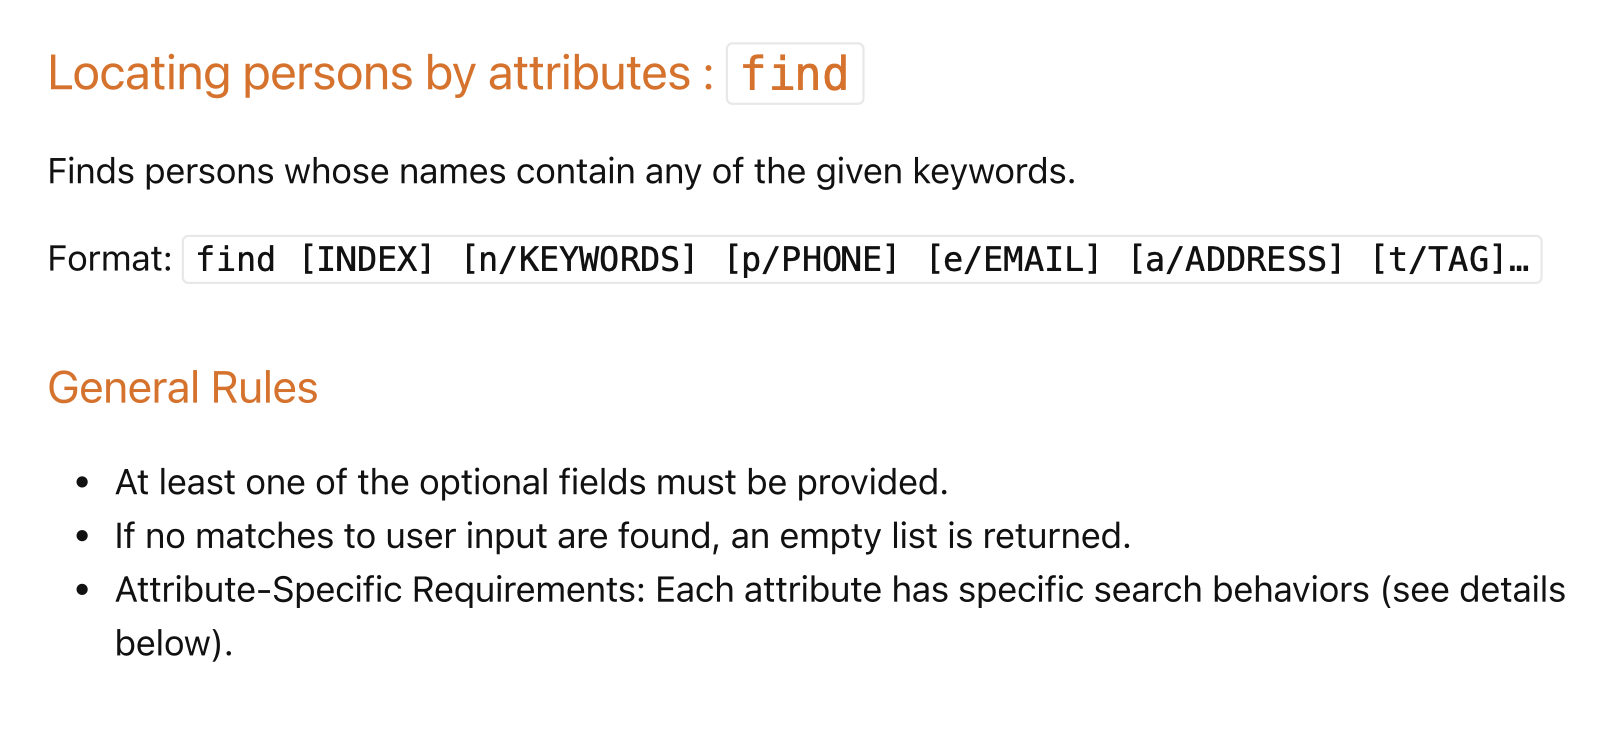 Locating persons by attributes : find
Finds persons whose names contain any of the given keywords.
Format: find [INDEX] [n/KEYWORDS] [p/PHONE] [e/EMAIL] [a/ADDRESS] [t/TAG]…
General Rules
• At least one of the optional fields must be provided.
• If no matches to user input are found, an empty list is returned.
• Attribute-Specific Requirements: Each attribute has specific search behaviors (see details
below).